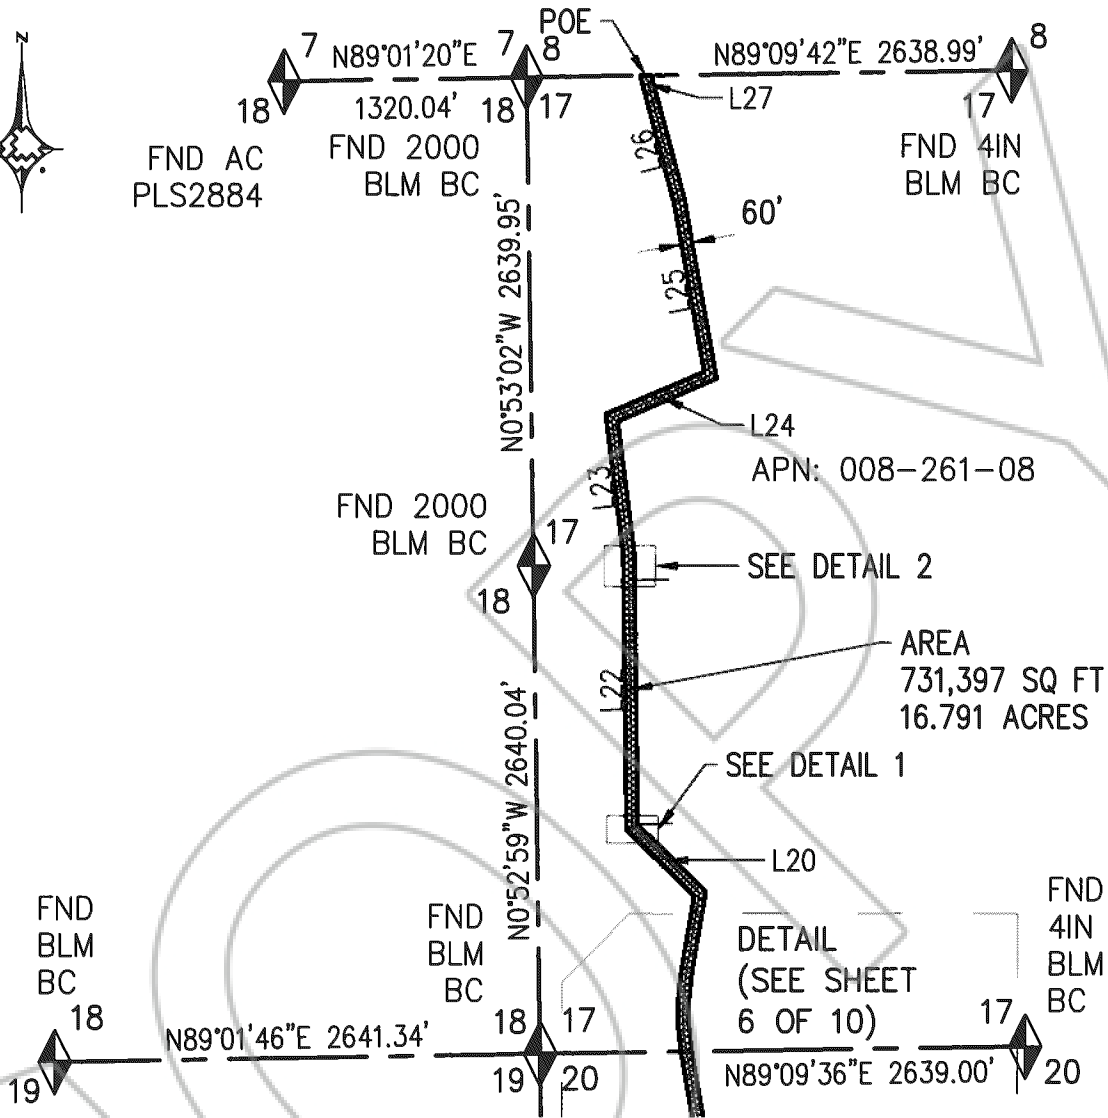 N
POE
7
N89°01'20"E
7
8
N89°09'42"E 2638.99'
8
18
1320.04'
18
17
L27
17
FND AC
PLS2884
FND 2000
BLM BC
L26
FND 4IN
BLM BC
60'
N0°53'02"W 2639.95'
L25
L24
APN: 008-261-08
L23
FND 2000
BLM BC
17
18
SEE DETAIL 2
AREA
731,397 SQ FT
16.791 ACRES
L22
N0°52'59"W 2640.04'
SEE DETAIL 1
L20
FND
BLM
BC
FND
BLM
BC
DETAIL
(SEE SHEET
6 OF 10)
FND
4IN
BLM
BC
18
N89°01'46"E 2641.34'
18
17
17
19
19
20
N89°09'36"E 2639.00'
20